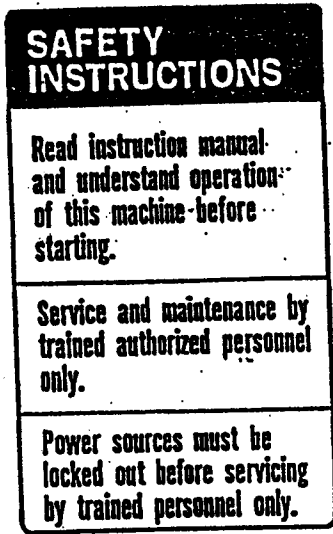 SAFETY
INSTRUCTIONS
Read instruction manual
and understand operation
of this machine before
starting.
Service and maintenance by
trained authorized personnel
only.
Power sources must be
locked out before servicing
by trained personnel only.